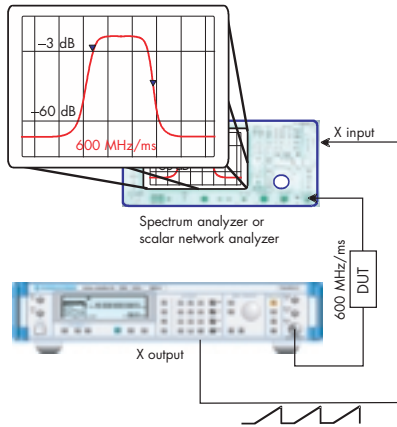 –3 dB
–60 dB
600 MHz/ms
X input
Spectrum analyzer or
scalar network analyzer
600 MHz/ms
DUT
X output